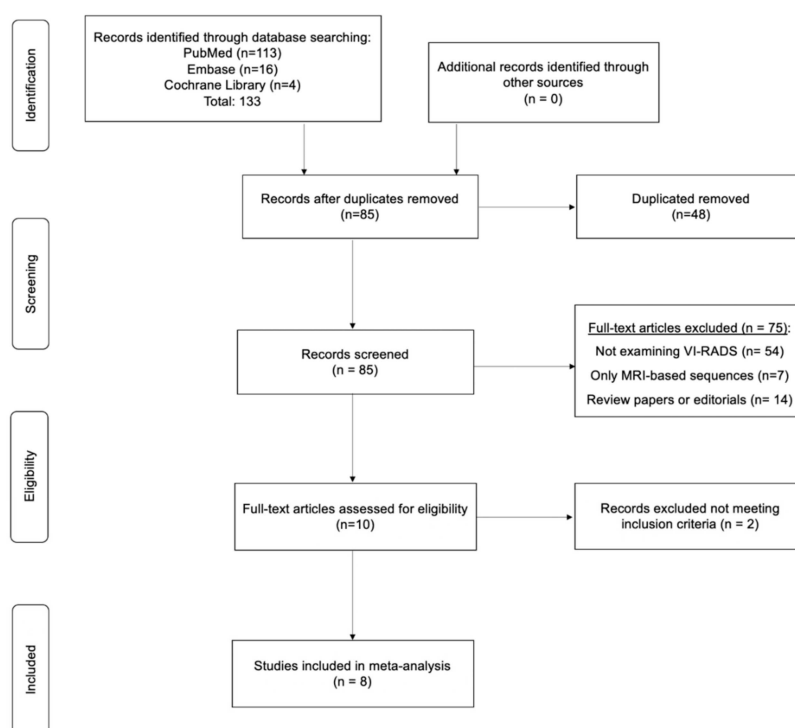 Identification
Records identified through database searching:
PubMed (n=113)
Embase (n=16)
Cochrane Library (n=4)
Total: 133
Additional records identified through
other sources
(n = 0)
Records after duplicates removed
(n=85)
Duplicated removed
(n=48)
Screening
Records screened
(n = 85)
Full-text articles excluded (n = 75):
Not examining VI-RADS (n= 54)
Only MRI-based sequences (n=7)
Review papers or editorials (n= 14)
Eligibility
Full-text articles assessed for eligibility
(n=10)
Records excluded not meeting
inclusion criteria (n = 2)
Included
Studies included in meta-analysis
(n = 8)